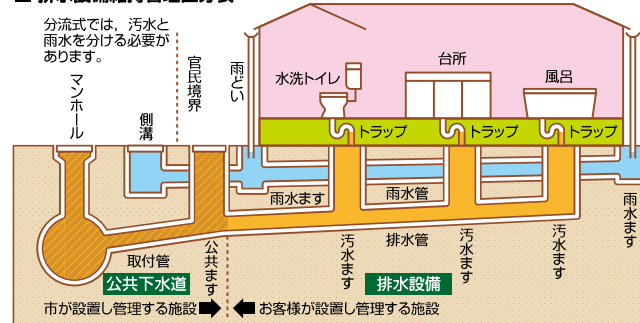 分流式では，汚水と
雨水を分ける必要が
あります。
マンホール
側溝
官民境界
雨どい
水洗トイレ
台所
風呂
トラップ
トラップ
トラップ
雨水ます
雨水管
雨水ます
取付管
公共ます
汚水ます
排水管
汚水ます
汚水ます
公共下水道
排水設備
市が設置し管理する施設
お客様が設置し管理する施設